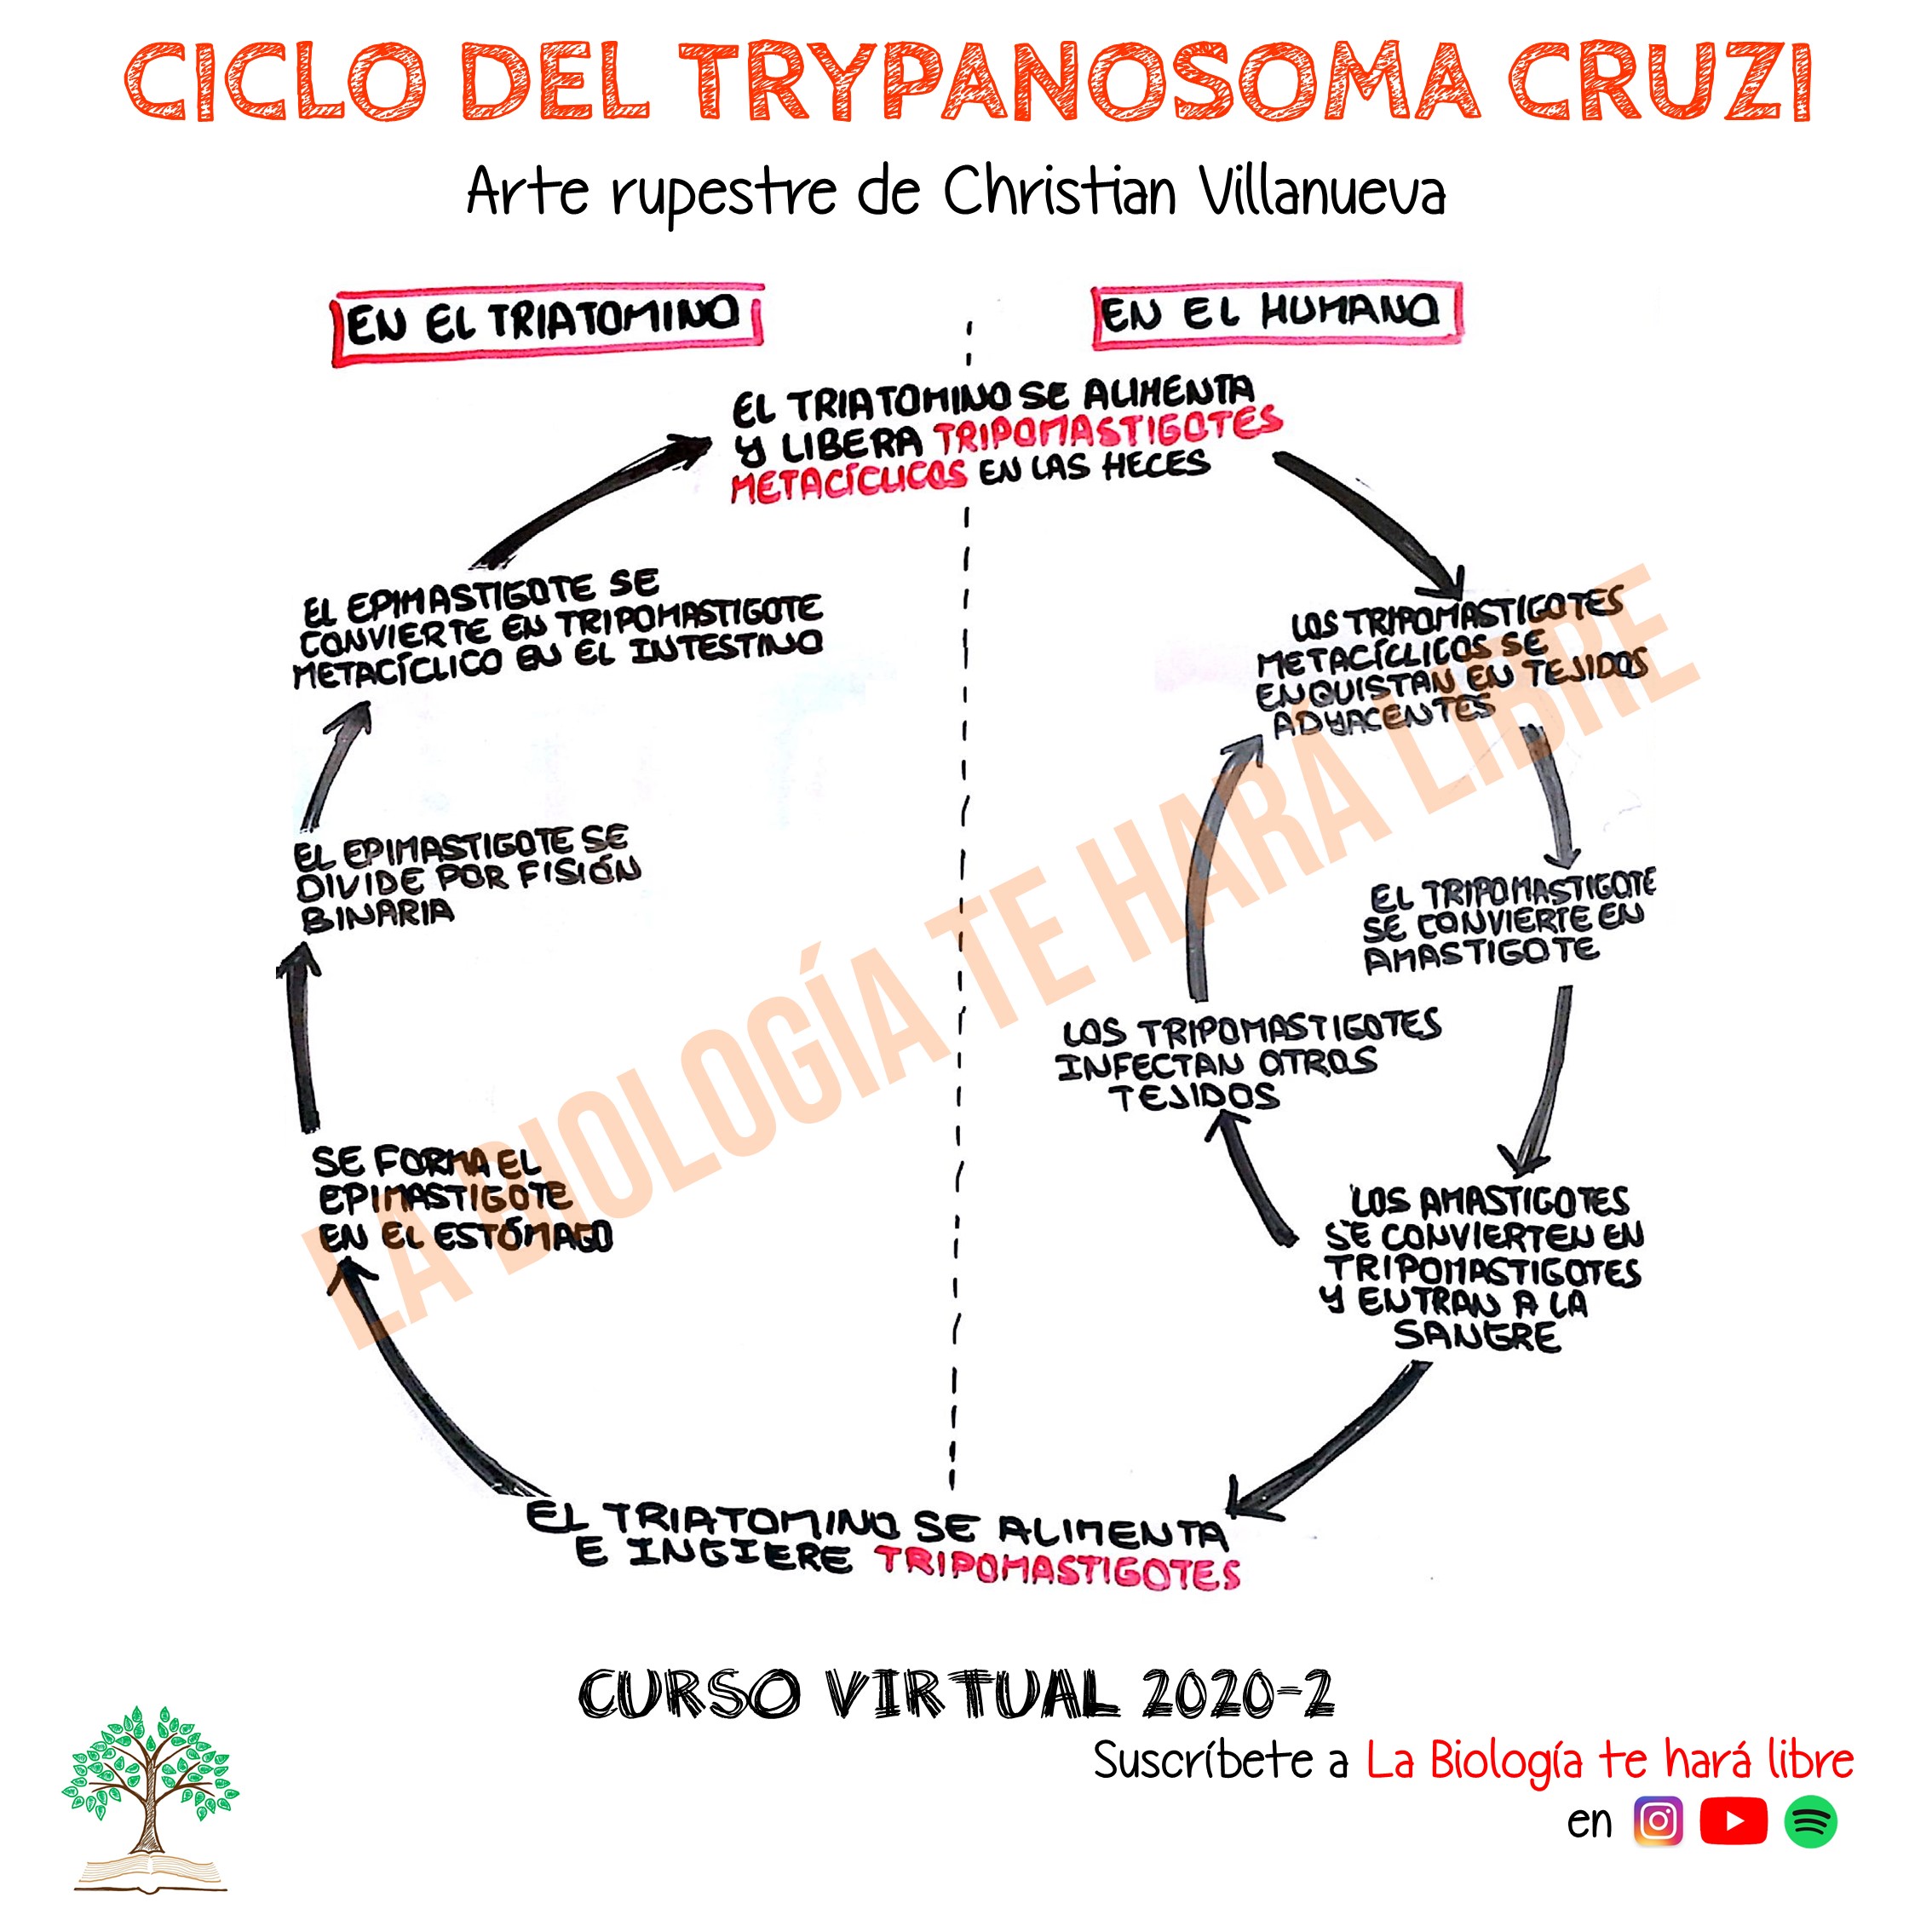 CICLO DEL TRYPANOSOMA CRUZI
Arte rupestre de Christian Villanueva
EN EL TRIATOMINO
EN EL HUMANO
EL TRIATOMINO SE ALIMENTA
Y LIBERA TRIPOMASTIGOTES
METACÍCLICOS EN LAS HECES
EL EPIMASTIGOTE SE
CONVIERTE EN TRIPOMASTIGOTE
METACÍCLICO EN EL INTESTINO
LOS TRIPOMASTIGOTES
METACÍCLICOS SE
ENQUISTAN EN TEJIDOS
ADYACENTES
EL EPIMASTIGOTE SE
DIVIDE POR FISIÓN
BINARIA
EL TRIPOMASTIGOTE
SE CONVIERTE EN
AMASTIGOTE
LOS TRIPOMASTIGOTES
INFECTAN OTROS
TEJIDOS
SE FORMA EL
EPIMASTIGOTE
EN EL ESTÓMAGO
LOS AMASTIGOTES
SE CONVIERTEN EN
TRIPOMASTIGOTES
Y ENTRAN A LA
SANGRE
EL TRIATOMINO SE ALIMENTA
E INGIERE TRIPOMASTIGOTES
LA BIOLOGÍA TE HARÁ LIBRE
CURSO VIRTUAL 2020-2
Suscríbete a La Biología te hará libre
en